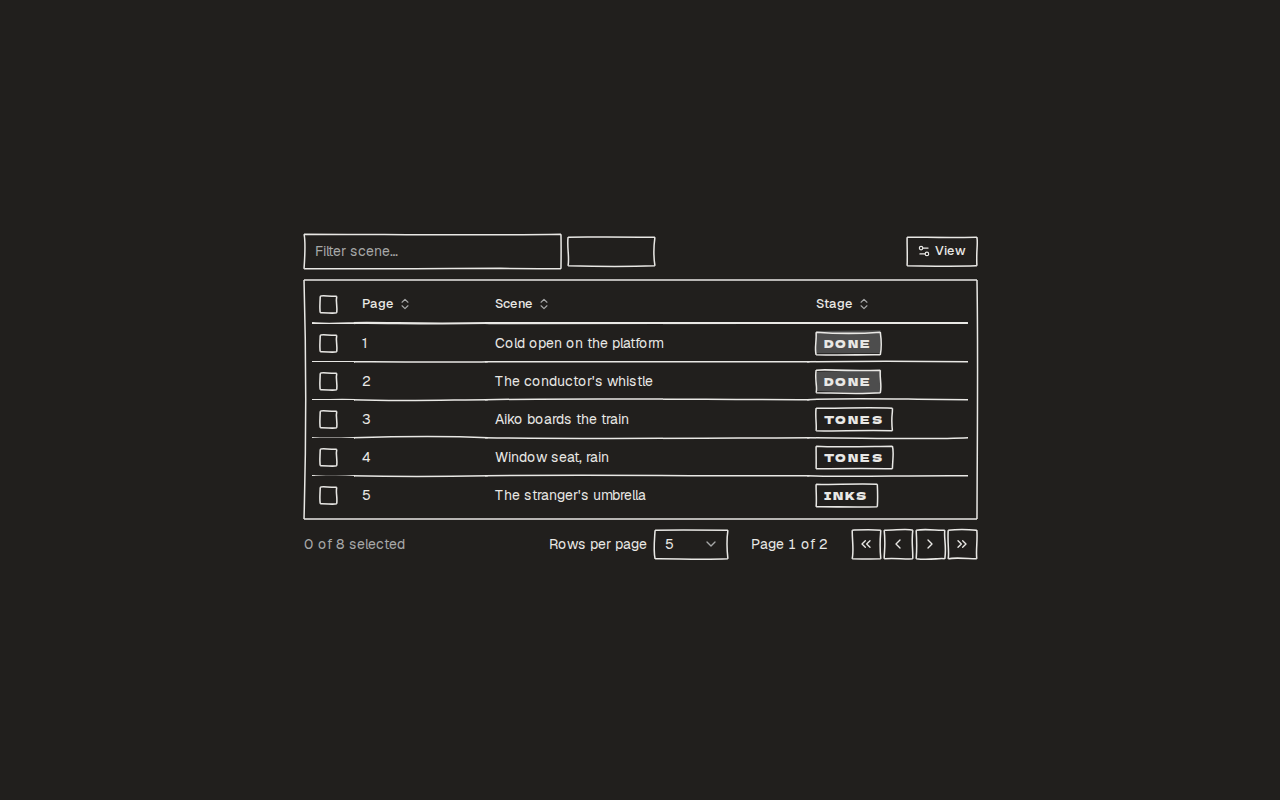 Filter scene... View
Page Scene Stage
1 Cold open on the platform DONE
2 The conductor's whistle DONE
3 Aiko boards the train TONES
4 Window seat, rain TONES
5 The stranger's umbrella INKS
0 of 8 selected Rows per page 5 Page 1 of 2